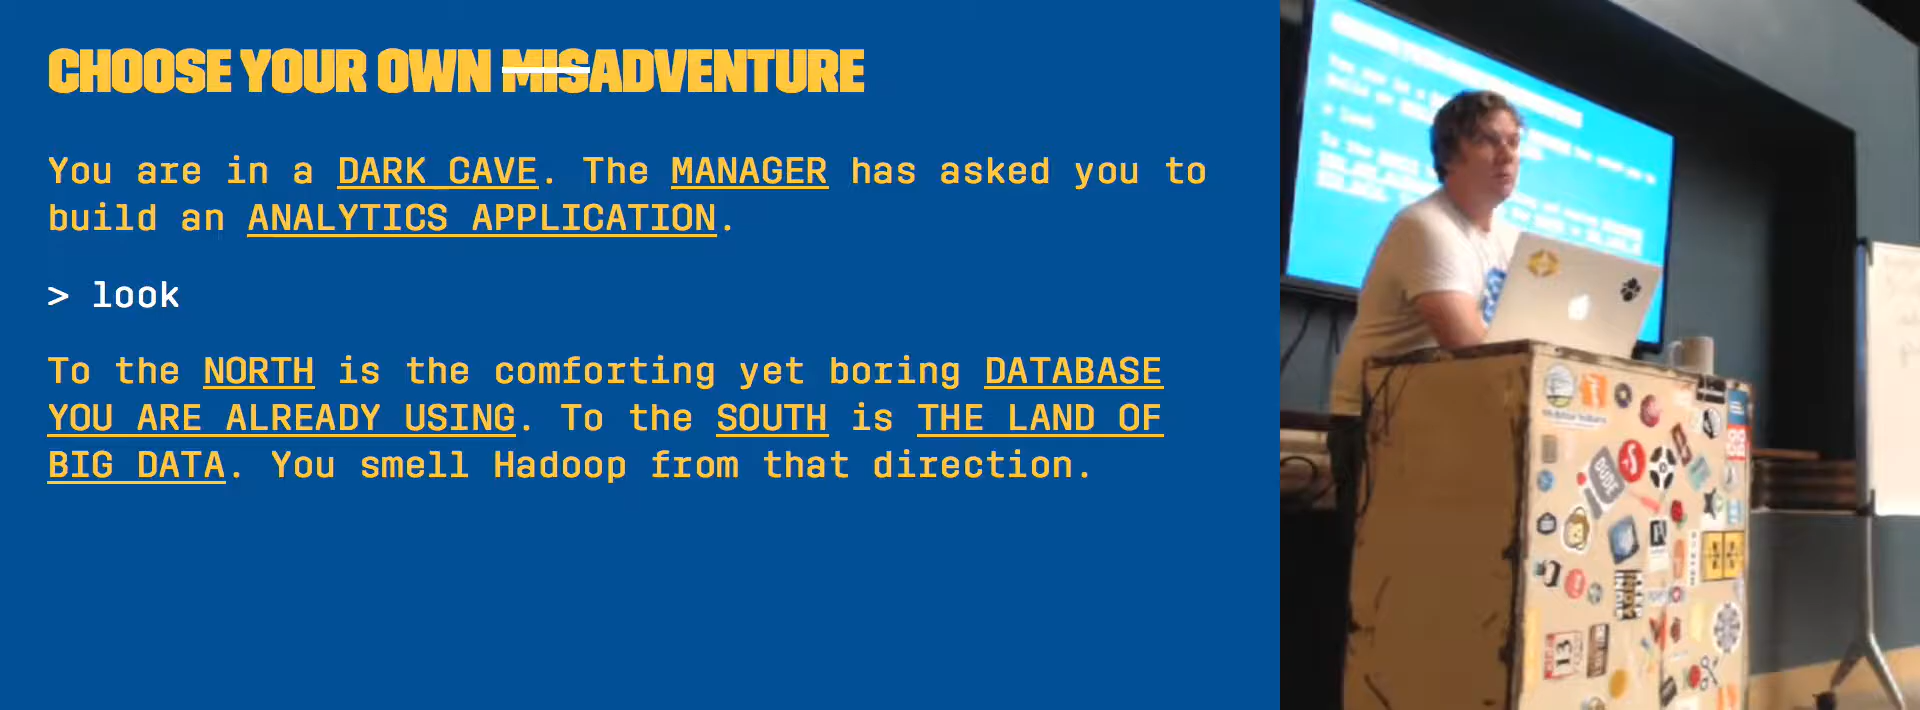 CHOOSE YOUR OWN MISADVENTURE
You are in a DARK CAVE. The MANAGER has asked you to
build an ANALYTICS APPLICATION.
> look
To the NORTH is the comforting yet boring DATABASE
YOU ARE ALREADY USING. To the SOUTH is THE LAND OF
BIG DATA. You smell Hadoop from that direction.
DUDE
13